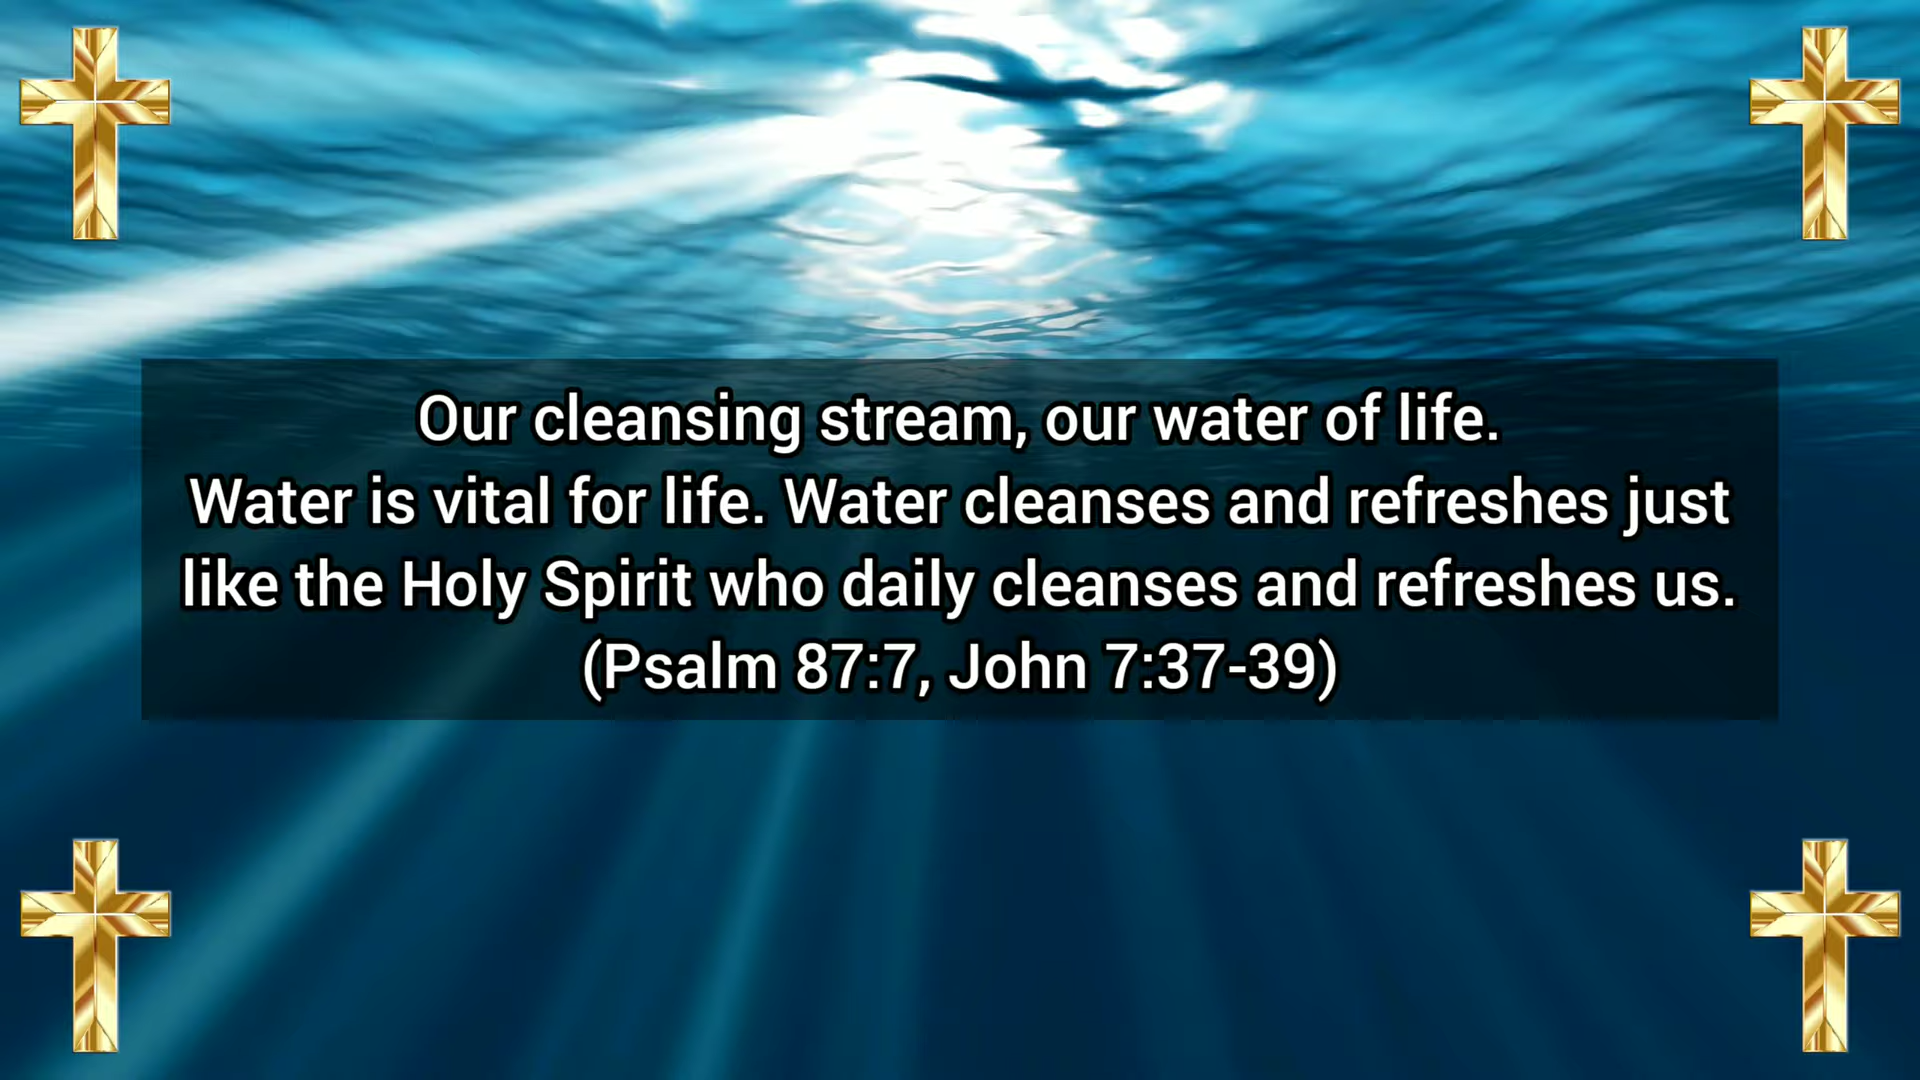 Our cleansing stream, our water of life.
Water is vital for life. Water cleanses and refreshes just
like the Holy Spirit who daily cleanses and refreshes us.
(Psalm 87:7, John 7:37-39)